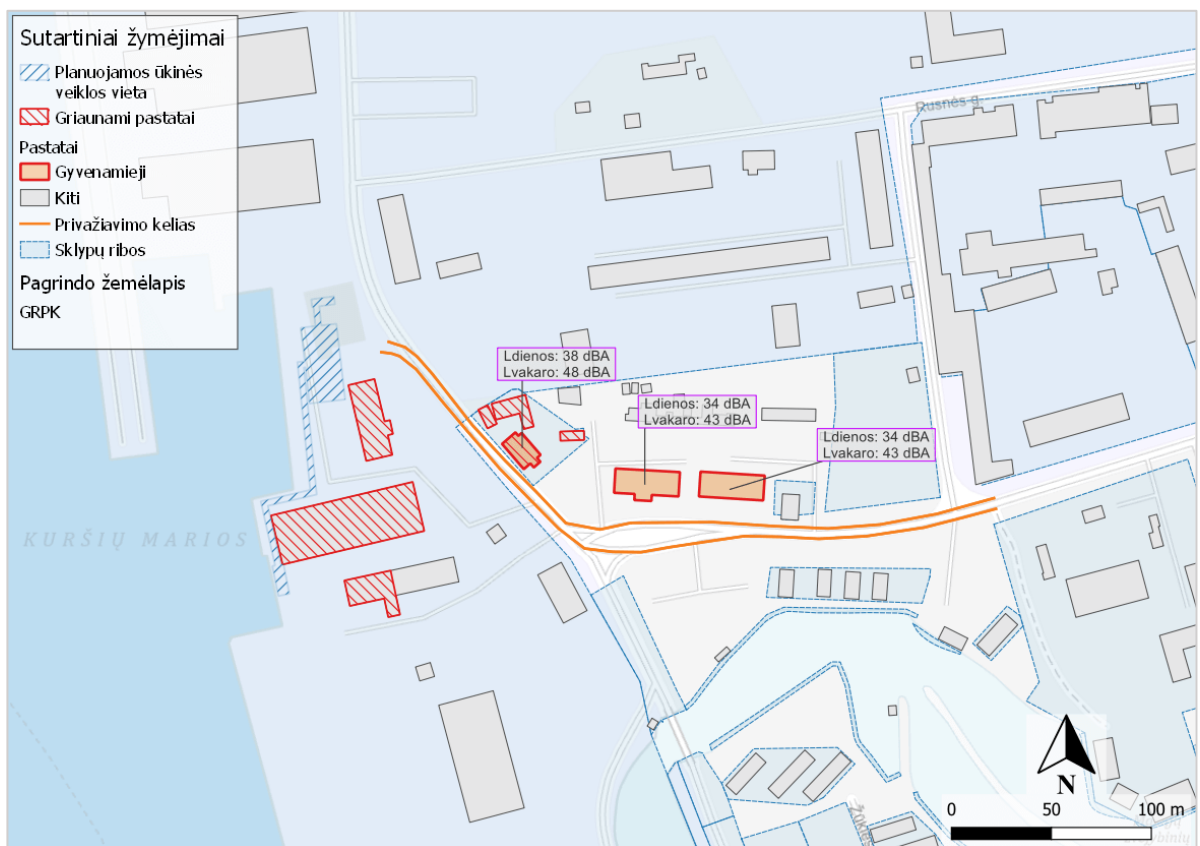 Sutartiniai žymėjimai
Planuojamos ūkinės
veiklos vieta
Griaunami pastatai
Pastatai
Gyvenamieji
Kiti
Privažiavimo kelias
Sklypų ribos
Pagrindo žemėlapis
GRPK
Rusnės g.
Ldienos: 38 dBA
Lvakaro: 48 dBA
Ldienos: 34 dBA
Lvakaro: 43 dBA
Ldienos: 34 dBA
Lvakaro: 43 dBA
KURŠIŲ MARIOS
N
0 50 100 m